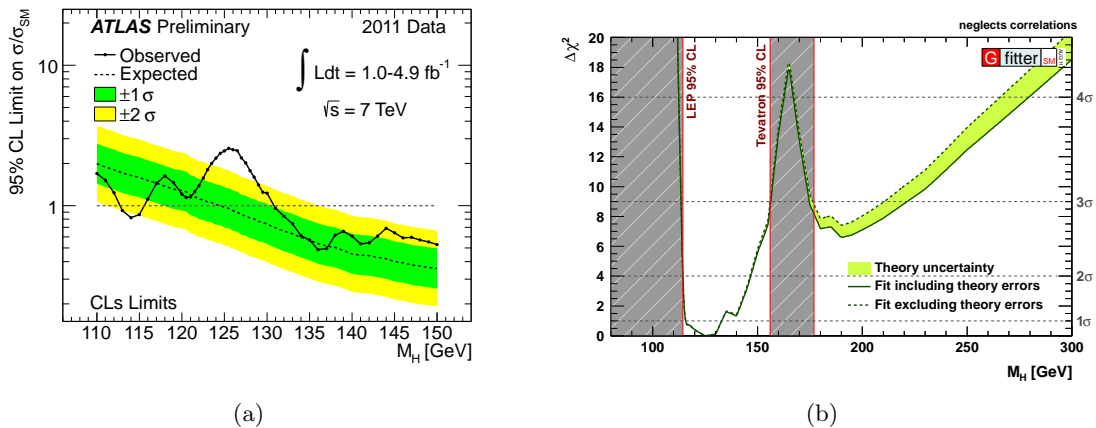 ATLAS Preliminary 2011 Data
Observed
Expected
±1 σ
±2 σ
∫ Ldt = 1.0-4.9 fb⁻¹
√s = 7 TeV
CLs Limits
95% CL Limit on σ/σ_SM
10
1
110 115 120 125 130 135 140 145 150
M_H [GeV]
(a)
neglects correlations
Δχ²
20
18
16
14
12
10
8
6
4
2
0
LEP 95% CL
Tevatron 95% CL
G fitter SM
4σ
3σ
2σ
1σ
Theory uncertainty
Fit including theory errors
Fit excluding theory errors
100 150 200 250 300
M_H [GeV]
(b)